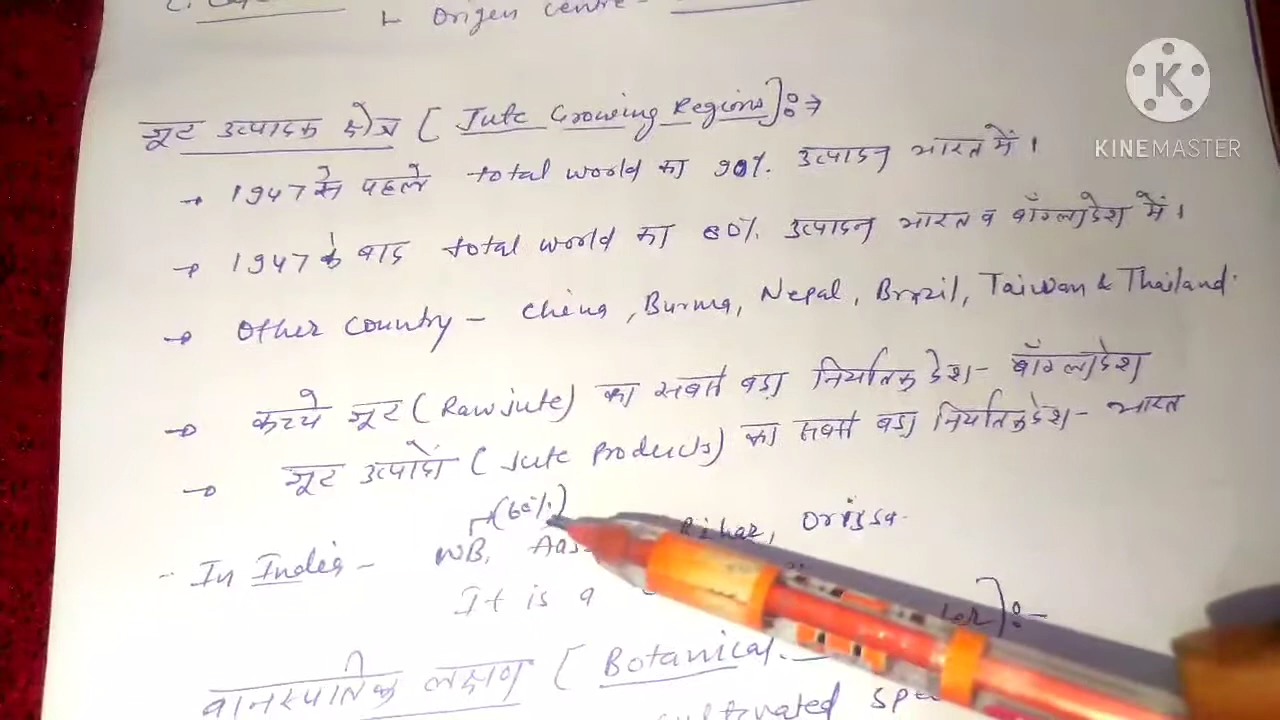 Origen centre-
जूट उत्पादक क्षेत्र [Jute Growing Regions]:→
K
KINEMASTER
→ 1947 से पहले total world का 90% उत्पादन भारत में।
→ 1947 के बाद total world का 80% उत्पादन भारत व बाँग्लादेश में।
→ Other country - China, Burma, Nepal, Brazil, Taiwan & Thailand.
→ कच्चे जूट (Raw jute) का सबसे बड़ा निर्यातक देश- बाँग्लादेश
→ जूट उत्पादों (Jute Products) का सबसे बड़ा निर्यातक देश- भारत
(60%)
- In India - WB, Bihar, Orissa.
It is a
वानस्पातिक लक्षण [Botanical
cultivated